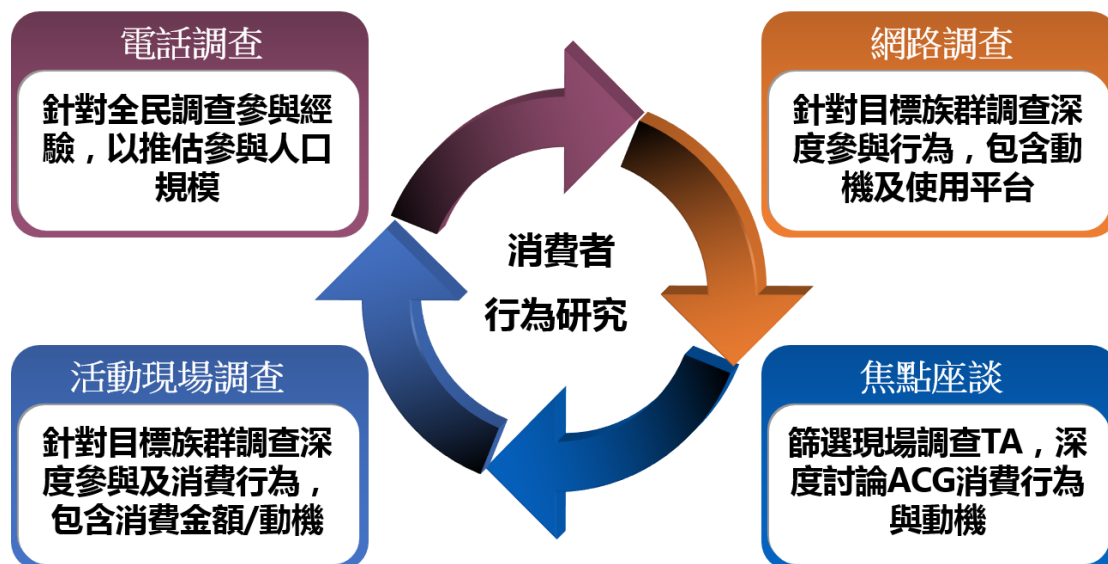 電話調查
針對全民調查參與經
驗，以推估參與人口
規模
網路調查
針對目標族群調查深
度參與行為，包含動
機及使用平台
消費者
行為研究
活動現場調查
針對目標族群調查深
度參與及消費行為，
包含消費金額/動機
焦點座談
篩選現場調查TA，深
度討論ACG消費行為
與動機